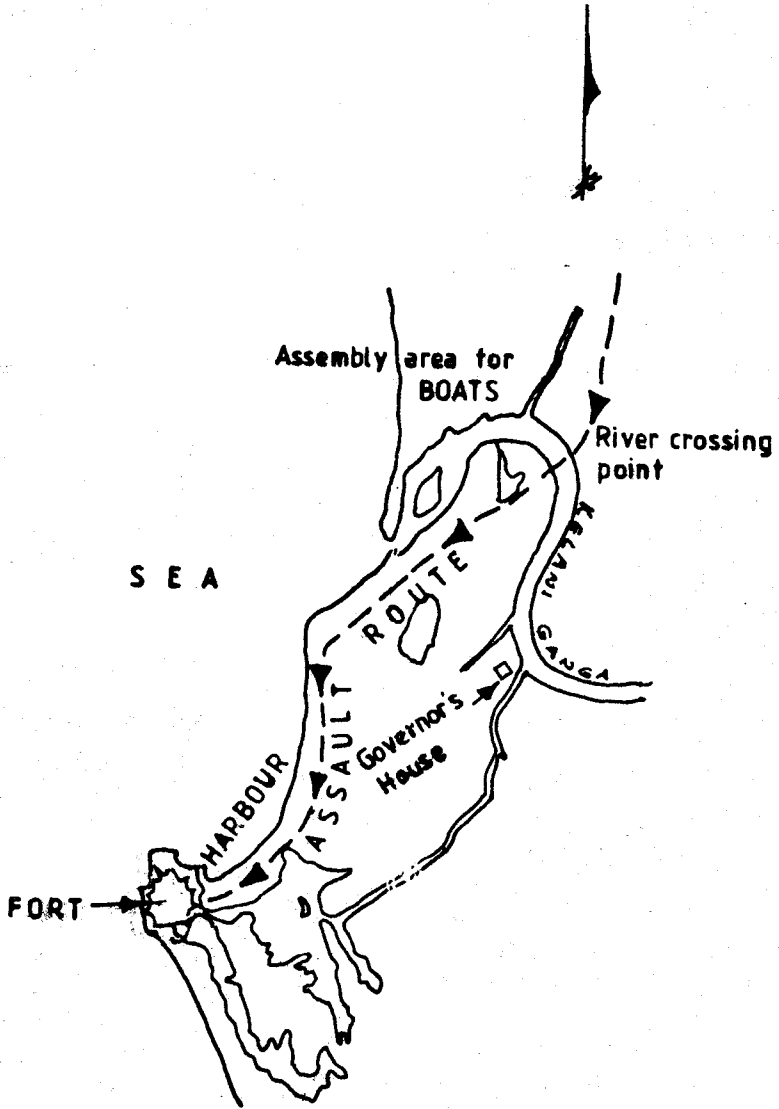 Assembly area for
BOATS
River crossing
point
KELANI
GANGA
SEA
ASSAULT ROUTE
Governor's
House
HARBOUR
FORT